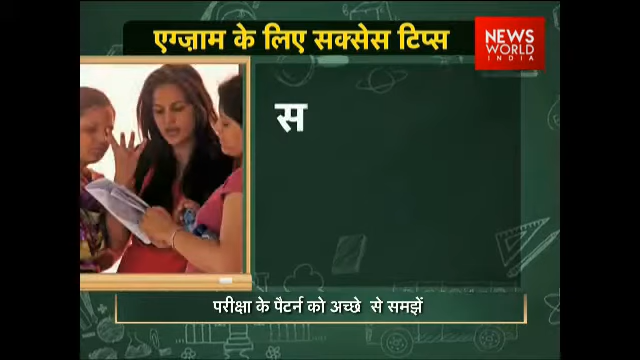 एग्ज़ाम के लिए सक्सेस टिप्स
NEWS
WORLD
INDIA
स
परीक्षा के पैटर्न को अच्छे से समझें